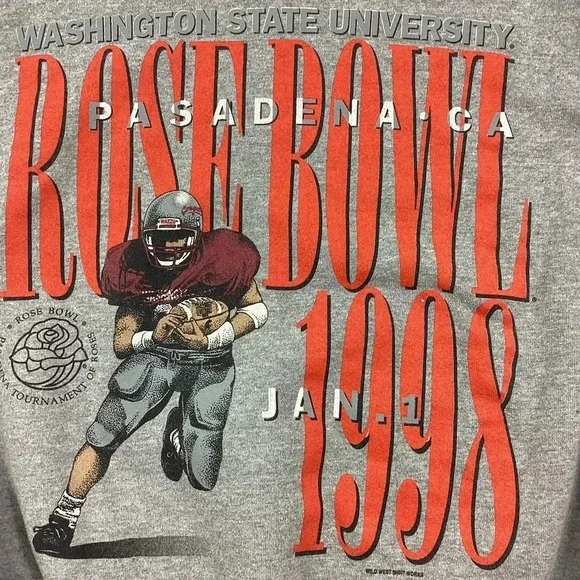 WASHINGTON STATE UNIVERSITY®
ROSE BOWL®
PASADENA • CA
ROSE BOWL •
TOURNAMENT OF ROSES
JAN. 1
1998
WILD WEST SHIRT WORKS